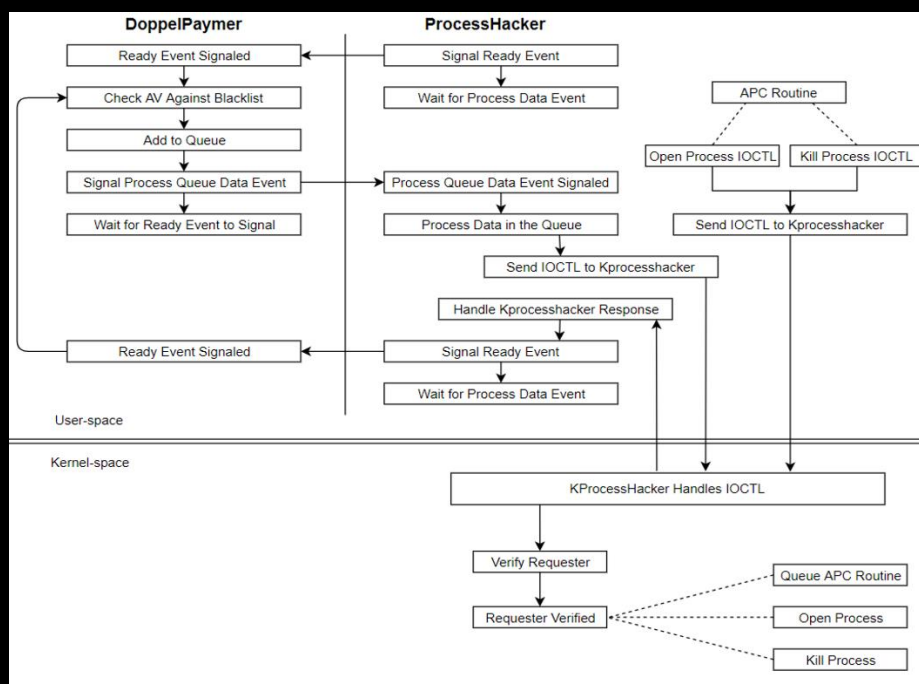 DoppelPaymer
ProcessHacker
Ready Event Signaled
Signal Ready Event
Check AV Against Blacklist
Wait for Process Data Event
APC Routine
Add to Queue
Open Process IOCTL
Kill Process IOCTL
Signal Process Queue Data Event
Process Queue Data Event Signaled
Wait for Ready Event to Signal
Process Data in the Queue
Send IOCTL to Kprocesshacker
Send IOCTL to Kprocesshacker
Handle Kprocesshacker Response
Ready Event Signaled
Signal Ready Event
Wait for Process Data Event
User-space
Kernel-space
KProcessHacker Handles IOCTL
Verify Requester
Queue APC Routine
Requester Verified
Open Process
Kill Process